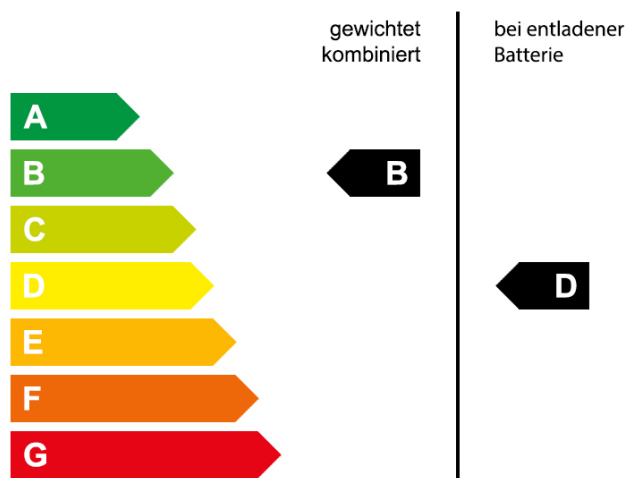 gewichtet
kombiniert
bei entladener
Batterie
A
B
B
C
D
D
E
F
G